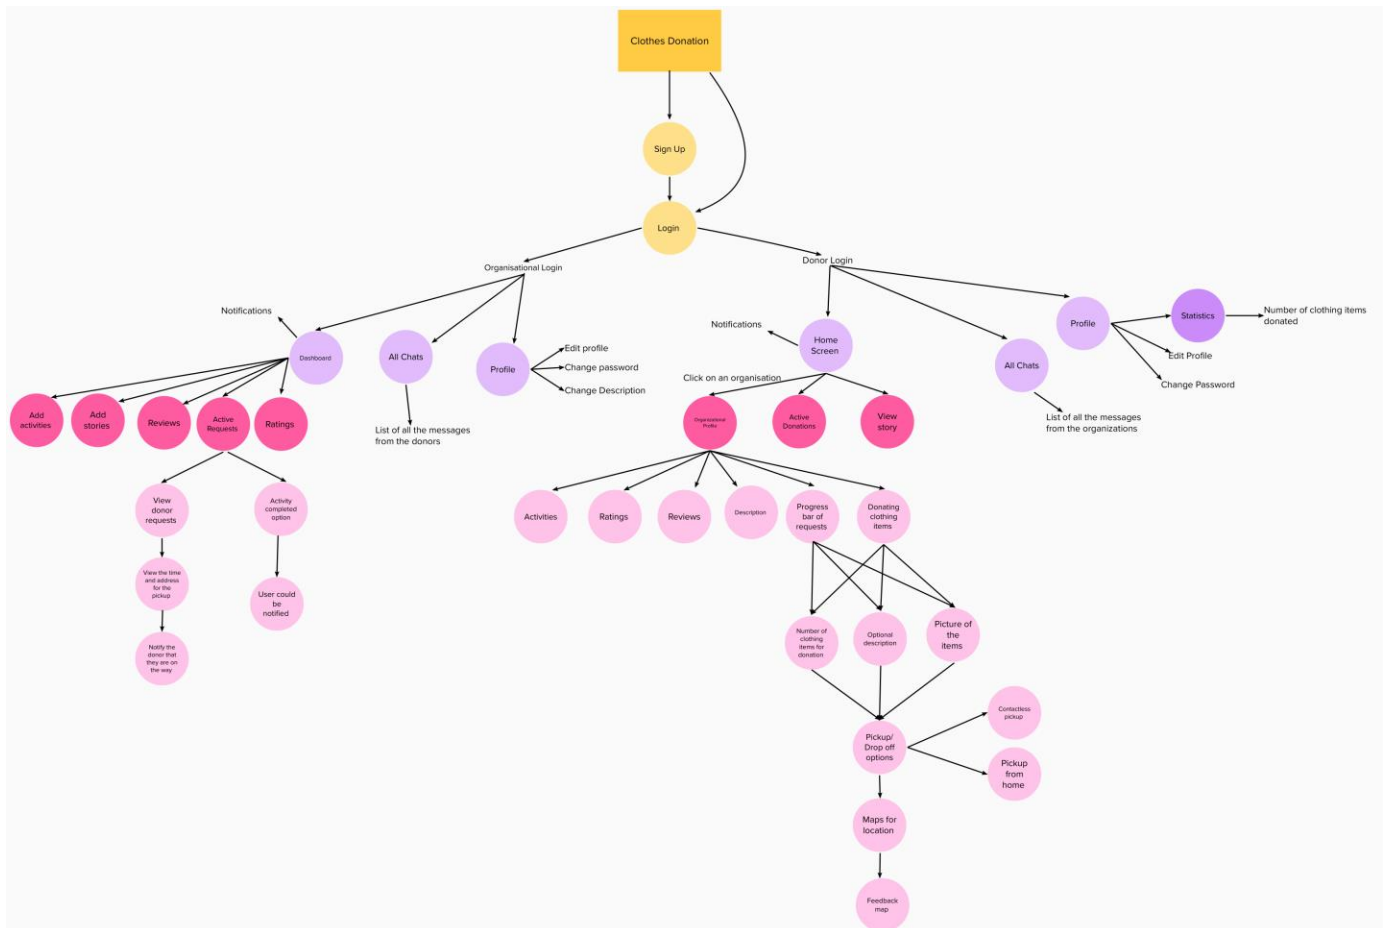 Clothes Donation
Sign Up
Login
Organisational Login
Donor Login
Notifications
Dashboard
All Chats
Profile
Edit profile
Change password
Change Description
List of all the messages
from the donors
Add
activities
Add
stories
Reviews
Active
Requests
Ratings
View
donor
requests
View the time
and address
for the
pickup
Notify the
donor that
they are on
the way
Activity
completed
option
User could
be
notified
Notifications
Home
Screen
All Chats
List of all the messages
from the organizations
Profile
Statistics
Number of clothing items
donated
Edit Profile
Change Password
Click on an organisation
Organisational
Profile
Active
Donations
View
story
Activities
Ratings
Reviews
Description
Progress
bar of
requests
Donating
clothing
items
Number of
clothing
items for
donation
Optional
description
Picture of
the
items
Pickup/
Drop off
options
Contactless
pickup
Pickup
from
home
Maps for
location
Feedback
map